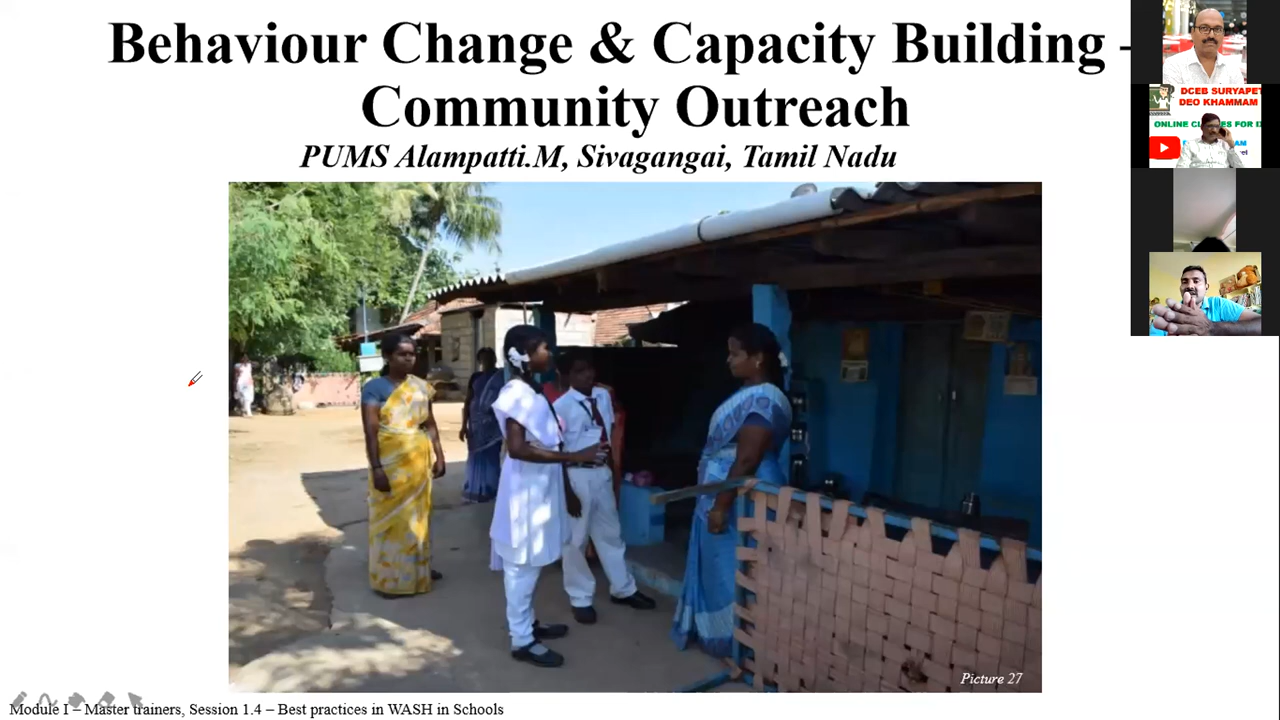 Behaviour Change & Capacity Building –
Community Outreach
PUMS Alampatti.M, Sivagangai, Tamil Nadu
DCEB SURYAPET
DEO KHAMMAM
ONLINE
FOR
Picture 27
Module I – Master trainers, Session 1.4 – Best practices in WASH in Schools